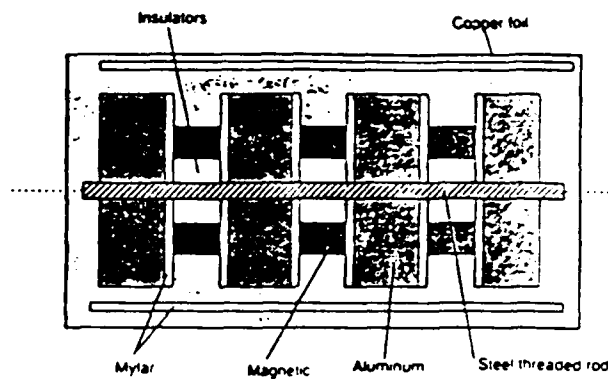 Insulators
Copper foil
Mylar
Magnetic
Aluminum
Steel threaded rod